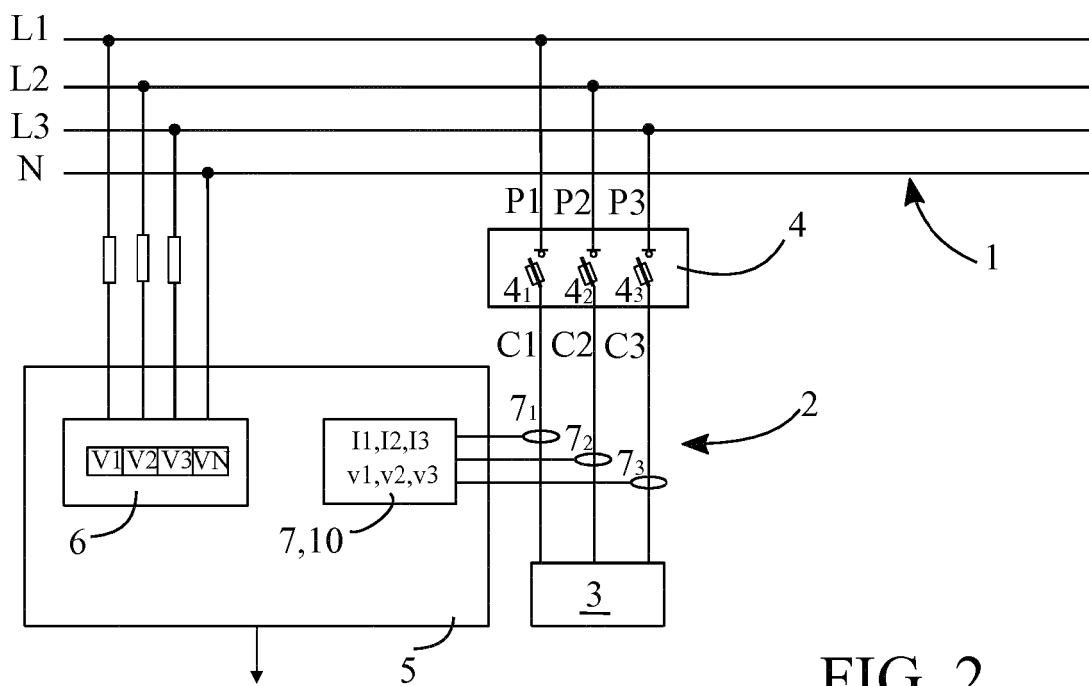 L1
L2
L3
N
P1 P2 P3
4
1
4₁ 4₂ 4₃
C1 C2 C3
7₁
7₂
7₃
2
V1 V2 V3 VN
I1,I2,I3
v1,v2,v3
6
7,10
3
5
FIG. 2